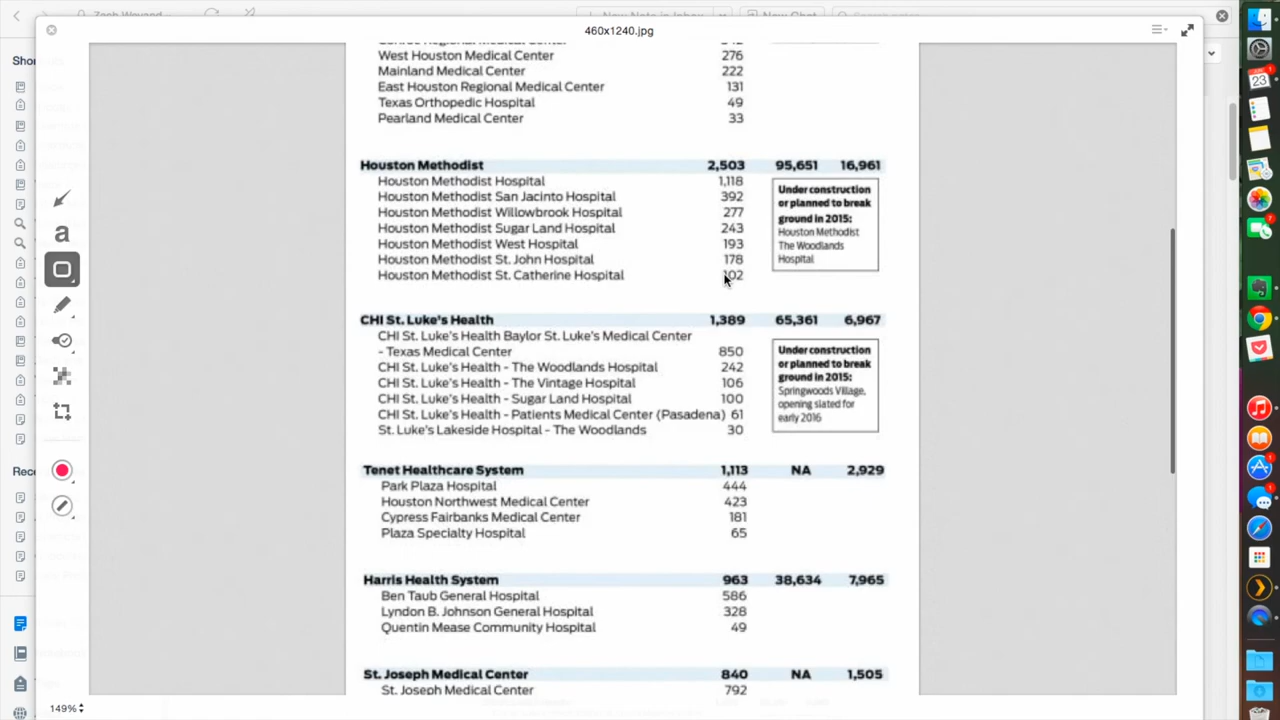 460x1240.jpg
West Houston Medical Center 276
Mainland Medical Center 222
East Houston Regional Medical Center 131
Texas Orthopedic Hospital 49
Pearland Medical Center 33
Houston Methodist 2,503 95,651 16,961
Houston Methodist Hospital 1,118
Houston Methodist San Jacinto Hospital 392
Houston Methodist Willowbrook Hospital 277
Houston Methodist Sugar Land Hospital 243
Houston Methodist West Hospital 193
Houston Methodist St. John Hospital 178
Houston Methodist St. Catherine Hospital 102
Under construction
or planned to break
ground in 2015:
Houston Methodist
The Woodlands
Hospital
CHI St. Luke's Health 1,389 65,361 6,967
CHI St. Luke's Health Baylor St. Luke's Medical Center
- Texas Medical Center 850
CHI St. Luke's Health - The Woodlands Hospital 242
CHI St. Luke's Health - The Vintage Hospital 106
CHI St. Luke's Health - Sugar Land Hospital 100
CHI St. Luke's Health - Patients Medical Center (Pasadena) 61
St. Luke's Lakeside Hospital - The Woodlands 30
Under construction
or planned to break
ground in 2015:
Springwoods Village,
opening slated for
early 2016
Tenet Healthcare System 1,113 NA 2,929
Park Plaza Hospital 444
Houston Northwest Medical Center 423
Cypress Fairbanks Medical Center 181
Plaza Specialty Hospital 65
Harris Health System 963 38,634 7,965
Ben Taub General Hospital 586
Lyndon B. Johnson General Hospital 328
Quentin Mease Community Hospital 49
St. Joseph Medical Center 840 NA 1,505
St. Joseph Medical Center 792
a
149%
23